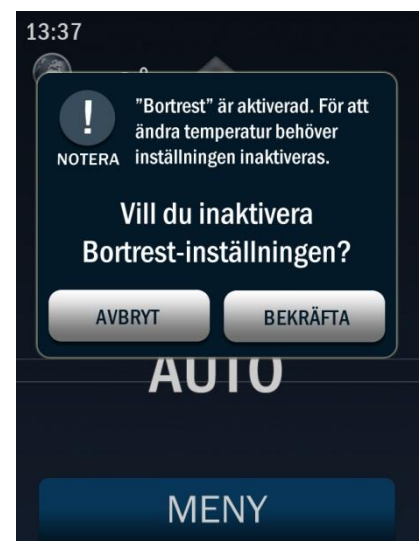 13:37
"Bortrest" är aktiverad. För att
ändra temperatur behöver
inställningen inaktiveras.
!
NOTERA
Vill du inaktivera
Bortrest-inställningen?
AVBRYT
BEKRÄFTA
AUTO
MENY